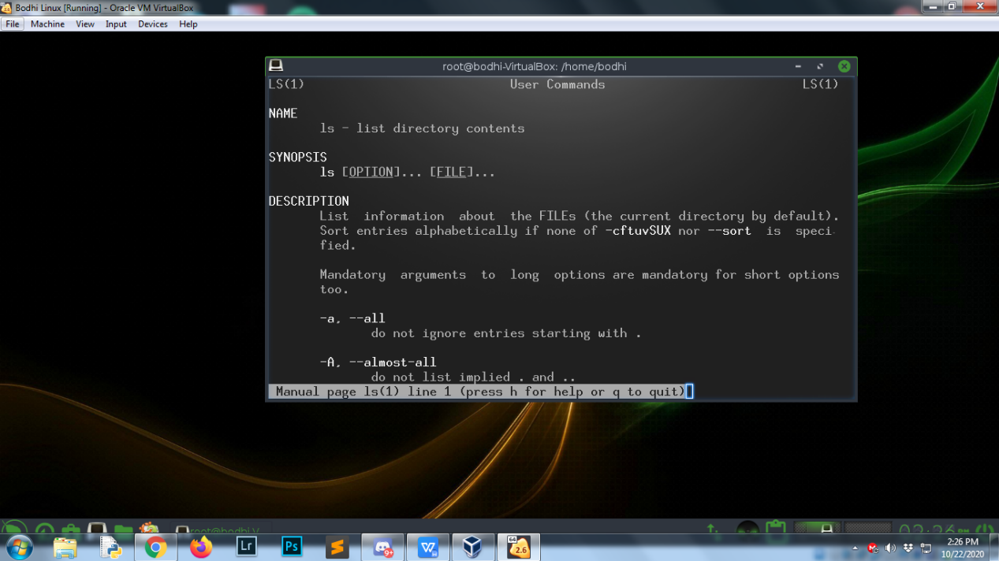 Bodhi Linux [Running] - Oracle VM VirtualBox
File Machine View Input Devices Help
root@bodhi-VirtualBox: /home/bodhi
LS(1) User Commands LS(1)
NAME
ls - list directory contents
SYNOPSIS
ls [OPTION]... [FILE]...
DESCRIPTION
List information about the FILEs (the current directory by default).
Sort entries alphabetically if none of -cftuvSUX nor --sort is speci-
fied.
Mandatory arguments to long options are mandatory for short options
too.
-a, --all
do not ignore entries starting with .
-A, --almost-all
do not list implied . and ..
Manual page ls(1) line 1 (press h for help or q to quit)
root@bodhi-V
02:26 PM
Lr Ps 9+ W 64 2.6
2:26 PM
10/22/2020